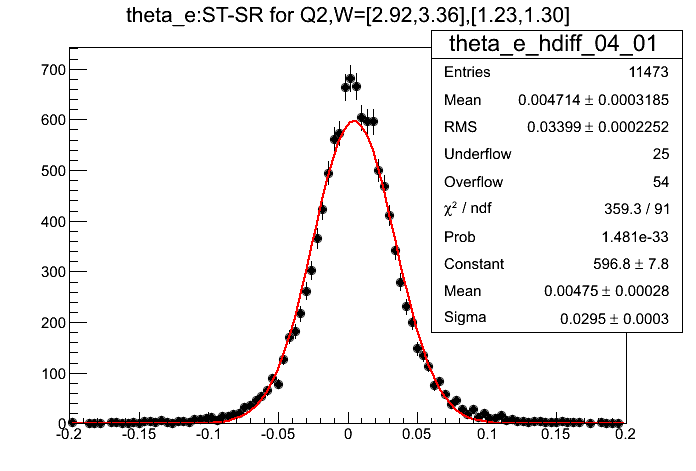 theta_e:ST-SR for Q2,W=[2.92,3.36],[1.23,1.30]
theta_e_hdiff_04_01
Entries 11473
Mean 0.004714 ± 0.0003185
RMS 0.03399 ± 0.0002252
Underflow 25
Overflow 54
χ² / ndf 359.3 / 91
Prob 1.481e-33
Constant 596.8 ± 7.8
Mean 0.00475 ± 0.00028
Sigma 0.0295 ± 0.0003
700
600
500
400
300
200
100
0
-0.2 -0.15 -0.1 -0.05 0 0.05 0.1 0.15 0.2